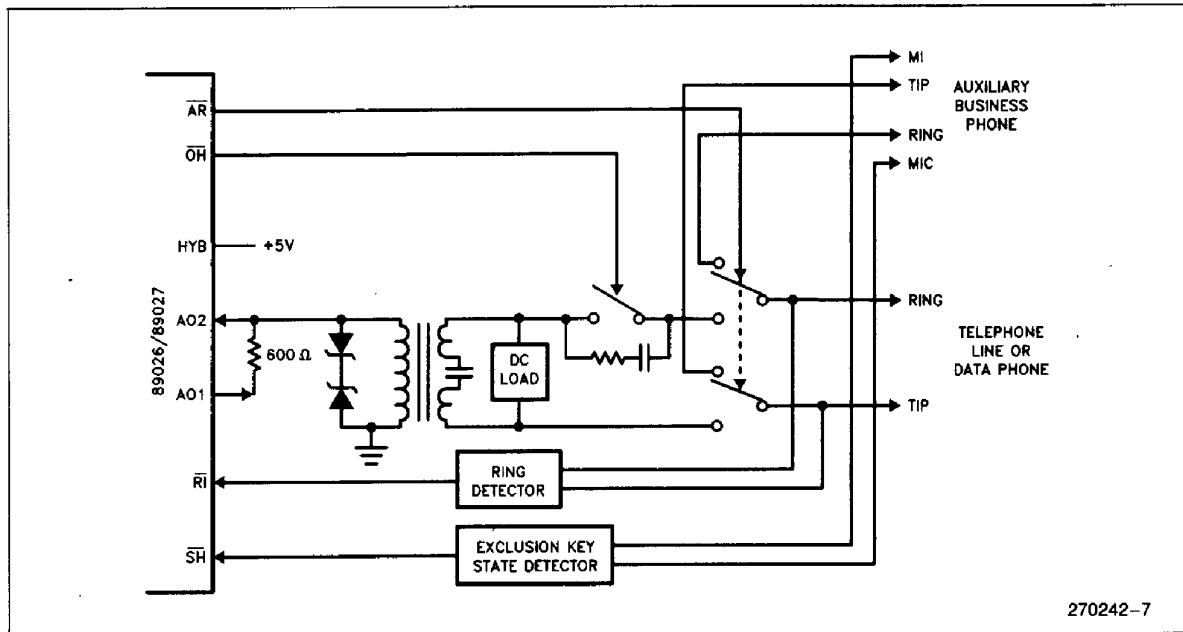 MI
TIP
AUXILIARY
BUSINESS
PHONE
RING
MIC
AR
OH
HYB
+5V
89026/89027
AO2
600 Ω
AO1
DC
LOAD
RING
TELEPHONE
LINE OR
DATA PHONE
TIP
RI
RING
DETECTOR
SH
EXCLUSION KEY
STATE DETECTOR
270242-7